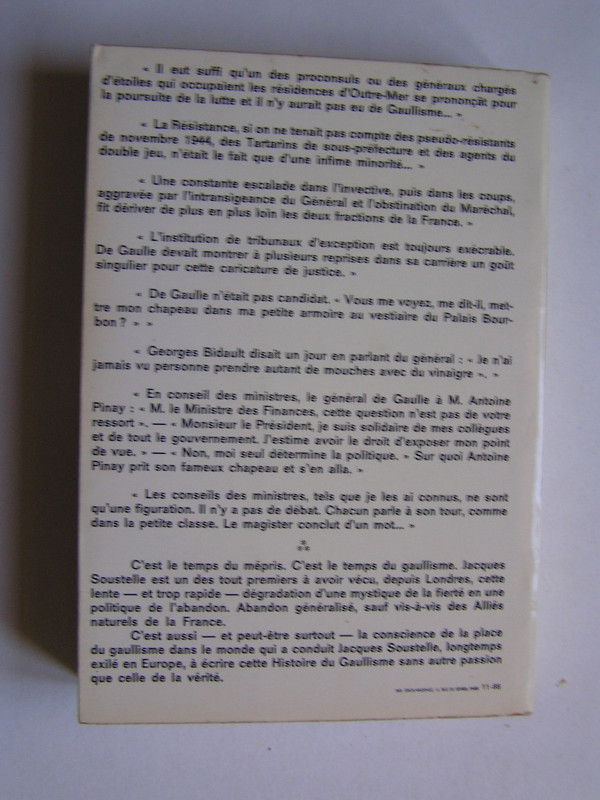 « Il eut suffi qu'un des proconsuls ou des généraux chargés
d'étoiles qui occupaient les résidences d'Outre-Mer se prononçât pour
la poursuite de la lutte et il n'y aurait pas eu de Gaullisme... ».
« La Résistance, si on ne tenait pas compte des pseudo-résistants
de novembre 1944, des Tartarins de sous-préfecture et des agents du
double jeu, n'était le fait que d'une infime minorité... »
« Une constante escalade dans l'invective, puis dans les coups,
aggravée par l'intransigeance du Général et l'obstination du Maréchal,
fit dériver de plus en plus loin les deux fractions de la France. »
« L'institution de tribunaux d'exception est toujours exécrable.
De Gaulle devait montrer à plusieurs reprises dans sa carrière un goût
singulier pour cette caricature de justice. »
« De Gaulle n'était pas candidat. « Vous me voyez, me dit-il, met-
tre mon chapeau dans ma petite armoire au vestiaire du Palais Bour-
bon ? » »
« Georges Bidault disait un jour en parlant du général : « Je n'ai
jamais vu personne prendre autant de mouches avec du vinaigre ». »
« En conseil des ministres, le général de Gaulle à M. Antoine
Pinay : « M. le Ministre des Finances, cette question n'est pas de votre
ressort ». — « Monsieur le Président, je suis solidaire de mes collègues
et de tout le gouvernement. J'estime avoir le droit d'exposer mon point
de vue. » — « Non, moi seul détermine la politique. » Sur quoi Antoine
Pinay prit son fameux chapeau et s'en alla. »
« Les conseils des ministres, tels que je les ai connus, ne sont
qu'une figuration. Il n'y a pas de débat. Chacun parle à son tour, comme
dans la petite classe. Le magister conclut d'un mot... »
C'est le temps du mépris. C'est le temps du gaullisme. Jacques
Soustelle est un des tout premiers à avoir vécu, depuis Londres, cette
lente — et trop rapide — dégradation d'une mystique de la fierté en une
politique de l'abandon. Abandon généralisé, sauf vis-à-vis des Alliés
naturels de la France.
C'est aussi — et peut-être surtout — la conscience de la place
du gaullisme dans le monde qui a conduit Jacques Soustelle, longtemps
exilé en Europe, à écrire cette Histoire du Gaullisme sans autre passion
que celle de la vérité.